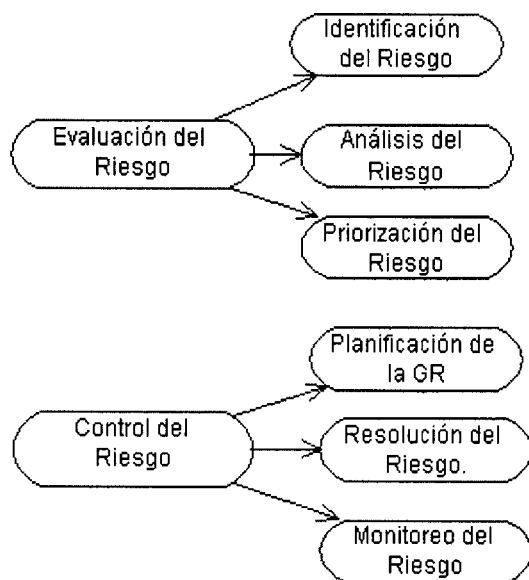 Identificación
del Riesgo
Evaluación del
Riesgo
Análisis del
Riesgo
Priorización del
Riesgo
Planificación de
la GR
Control del
Riesgo
Resolución del
Riesgo.
Monitoreo del
Riesgo